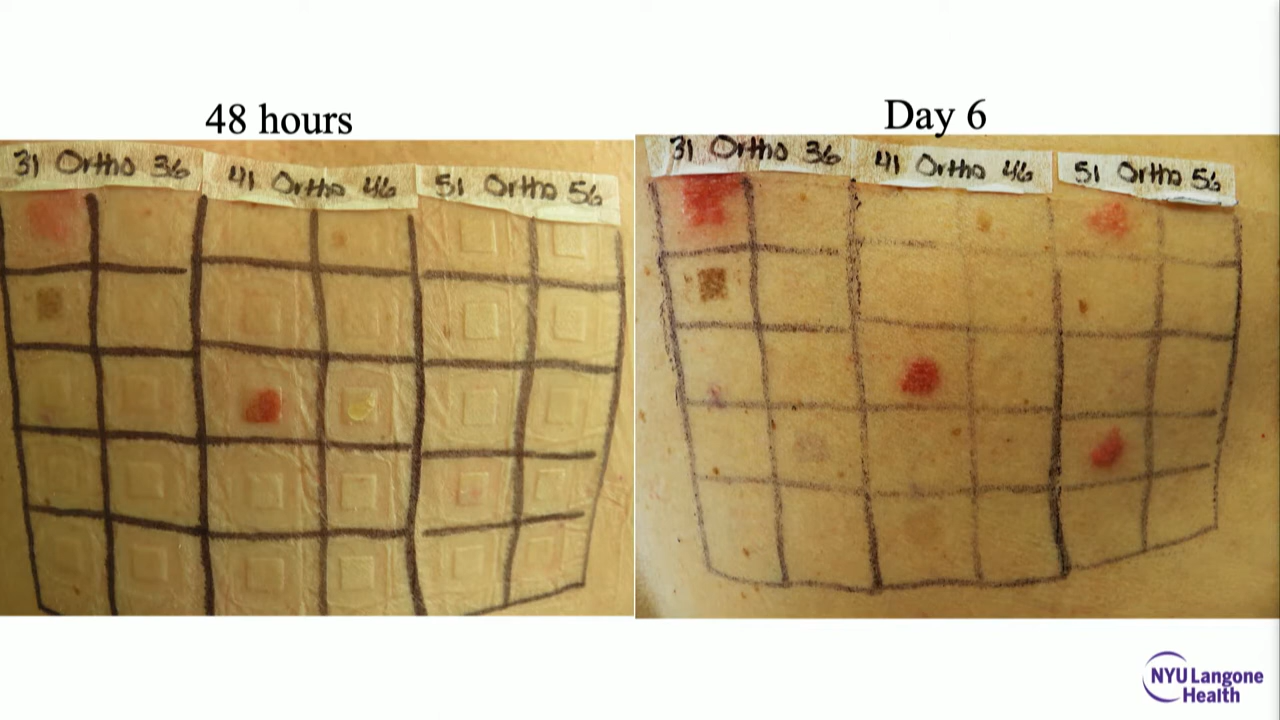 48 hours
Day 6
31 Ortho 36
41 Ortho 46
51 Ortho 56
31 Ortho 36
41 Ortho 46
51 Ortho 56
NYU Langone
Health